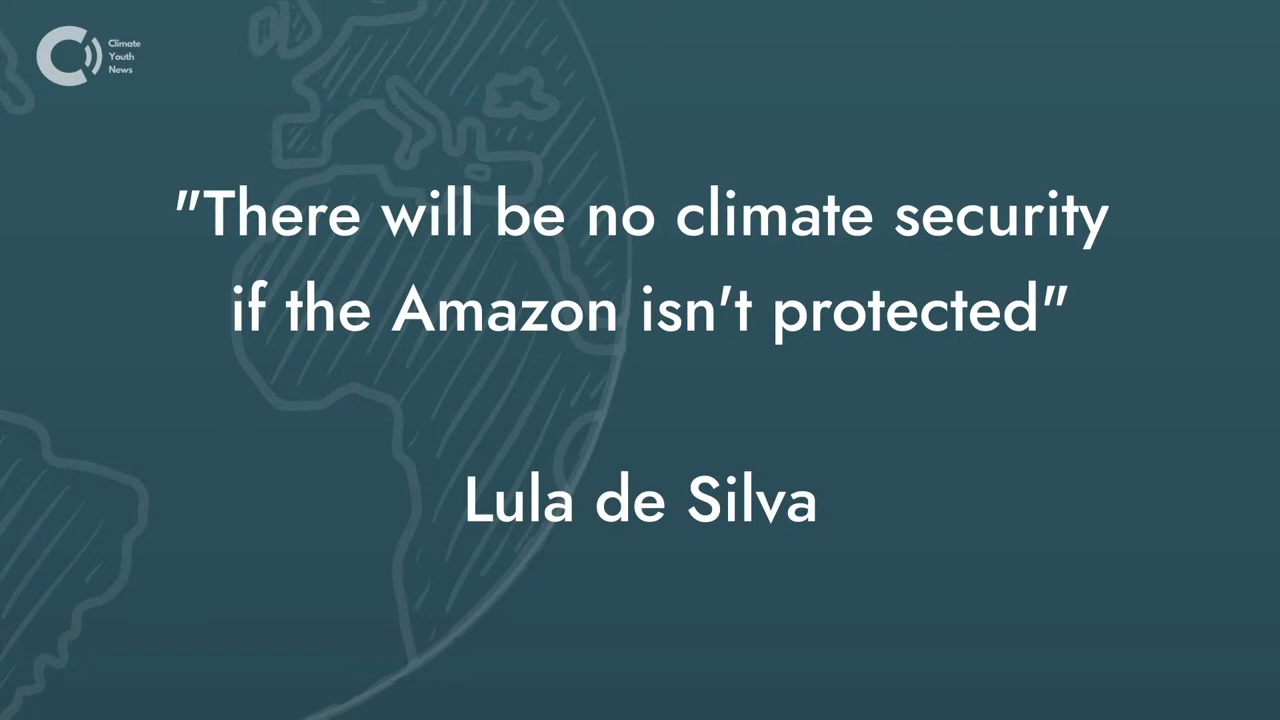 Climate
Youth
News
"There will be no climate security
if the Amazon isn't protected"
Lula de Silva